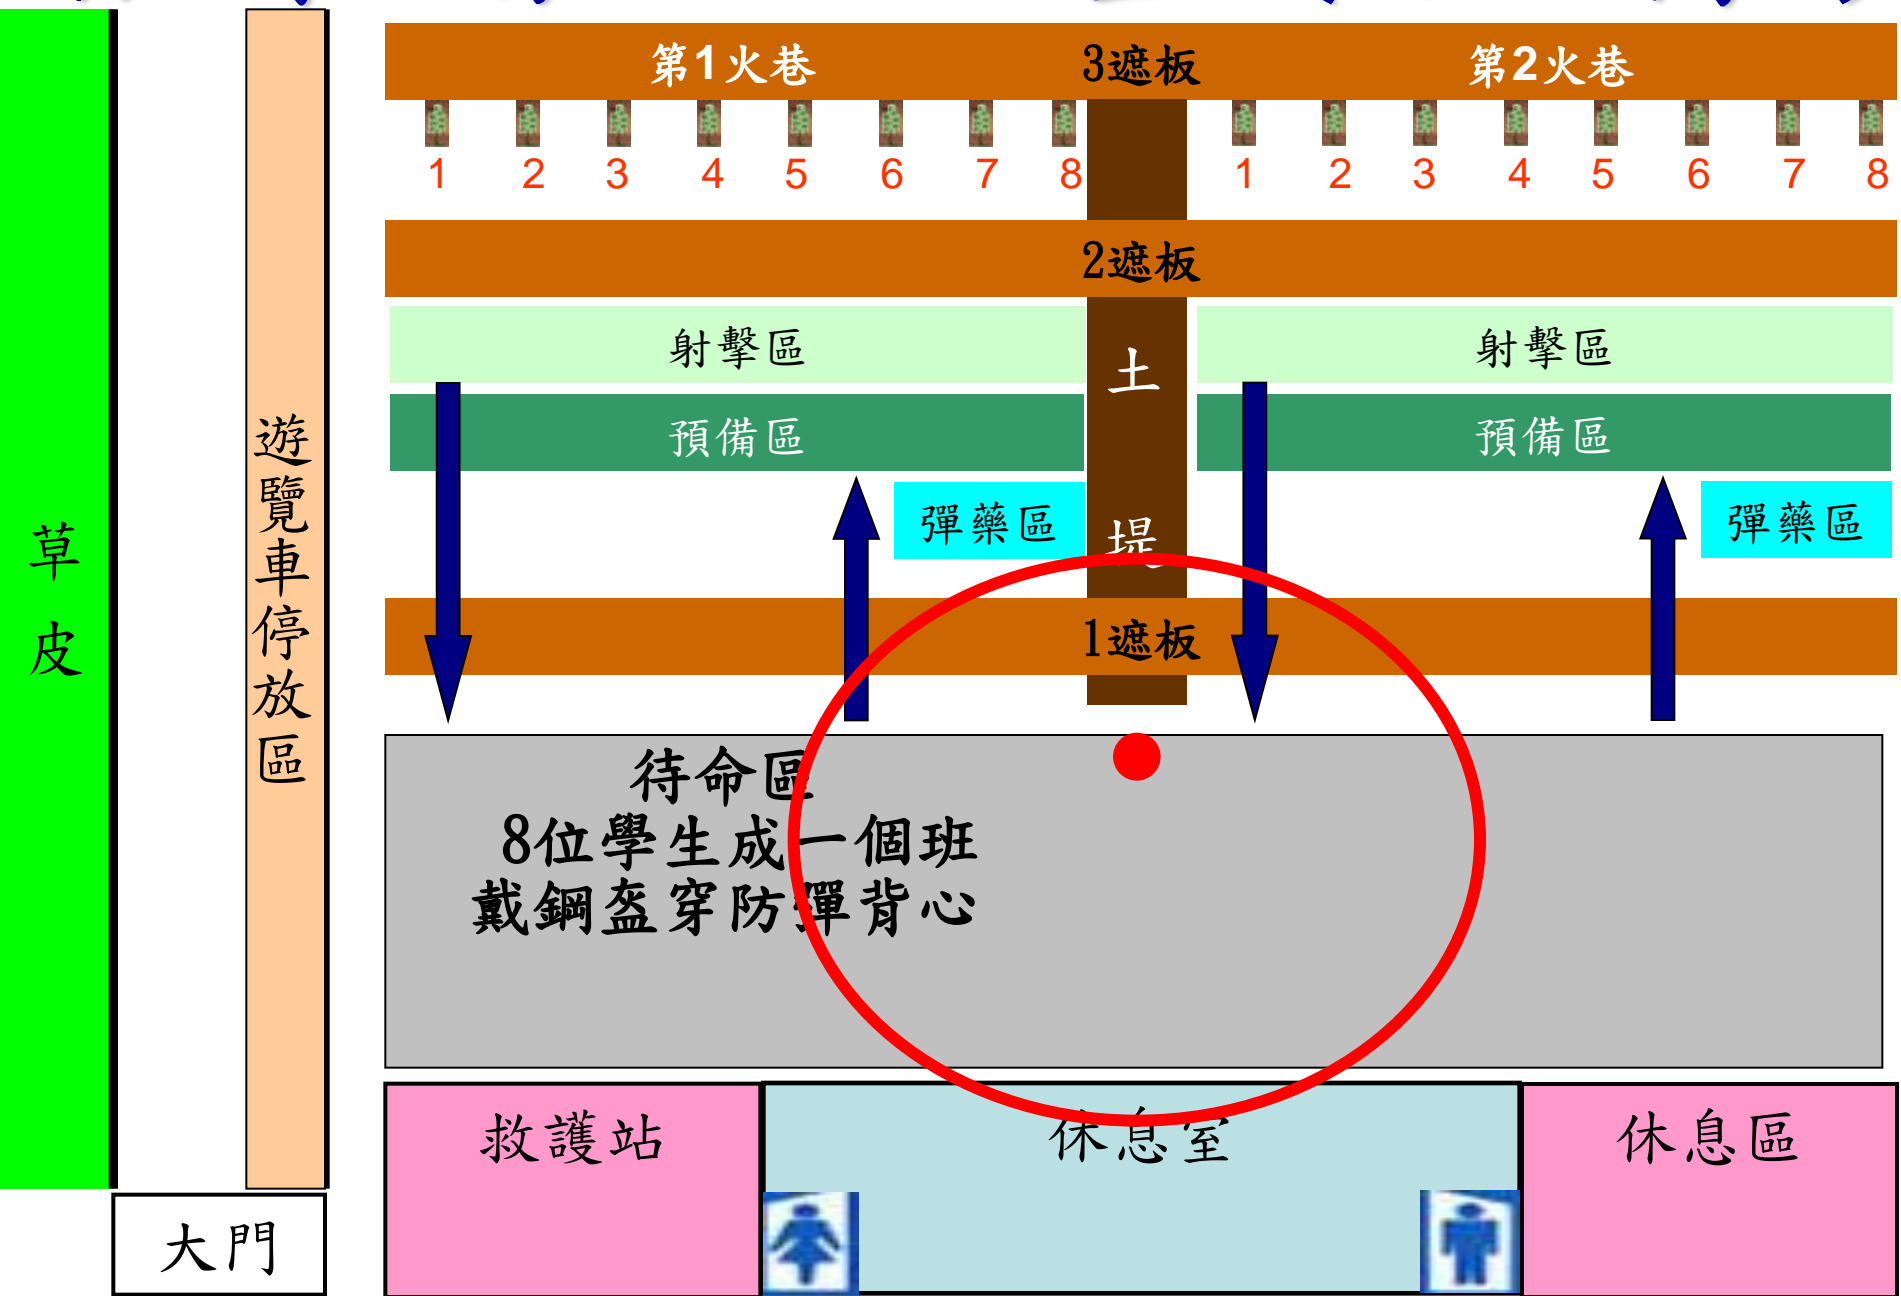 第1火巷 3遮板 第2火巷
1 2 3 4 5 6 7 8 1 2 3 4 5 6 7 8
2遮板
射擊區 射擊區
預備區 預備區
彈藥區 彈藥區
土堤
1遮板
草皮
遊覽車停放區
待命區
8位學生成一個班
戴鋼盔穿防彈背心
救護站 休息室 休息區
大門